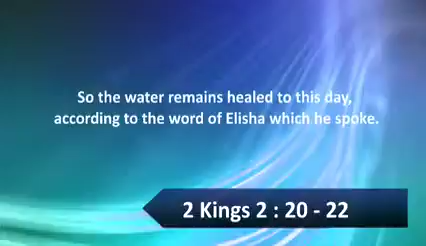 So the water remains healed to this day,
according to the word of Elisha which he spoke.
2 Kings 2 : 20 - 22